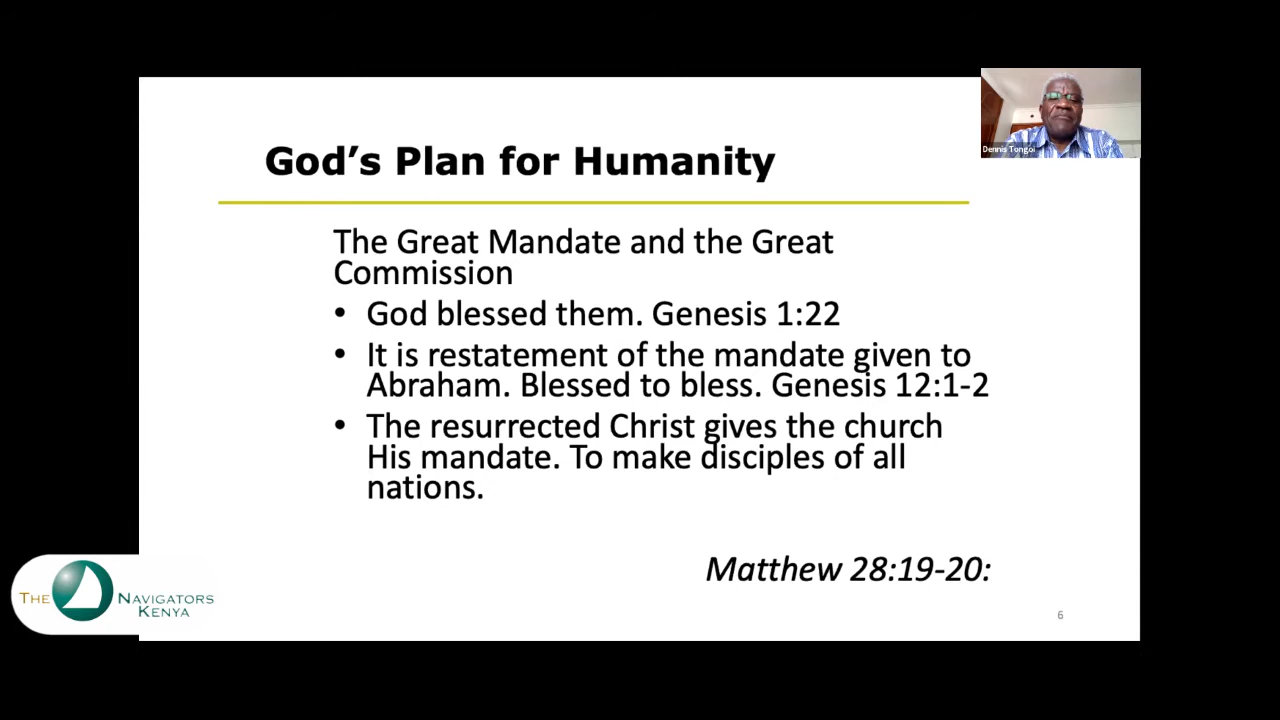 God's Plan for Humanity
Dennis Tongoi
The Great Mandate and the Great
Commission
• God blessed them. Genesis 1:22
• It is restatement of the mandate given to
Abraham. Blessed to bless. Genesis 12:1-2
• The resurrected Christ gives the church
His mandate. To make disciples of all
nations.
Matthew 28:19-20:
THE NAVIGATORS
KENYA
6